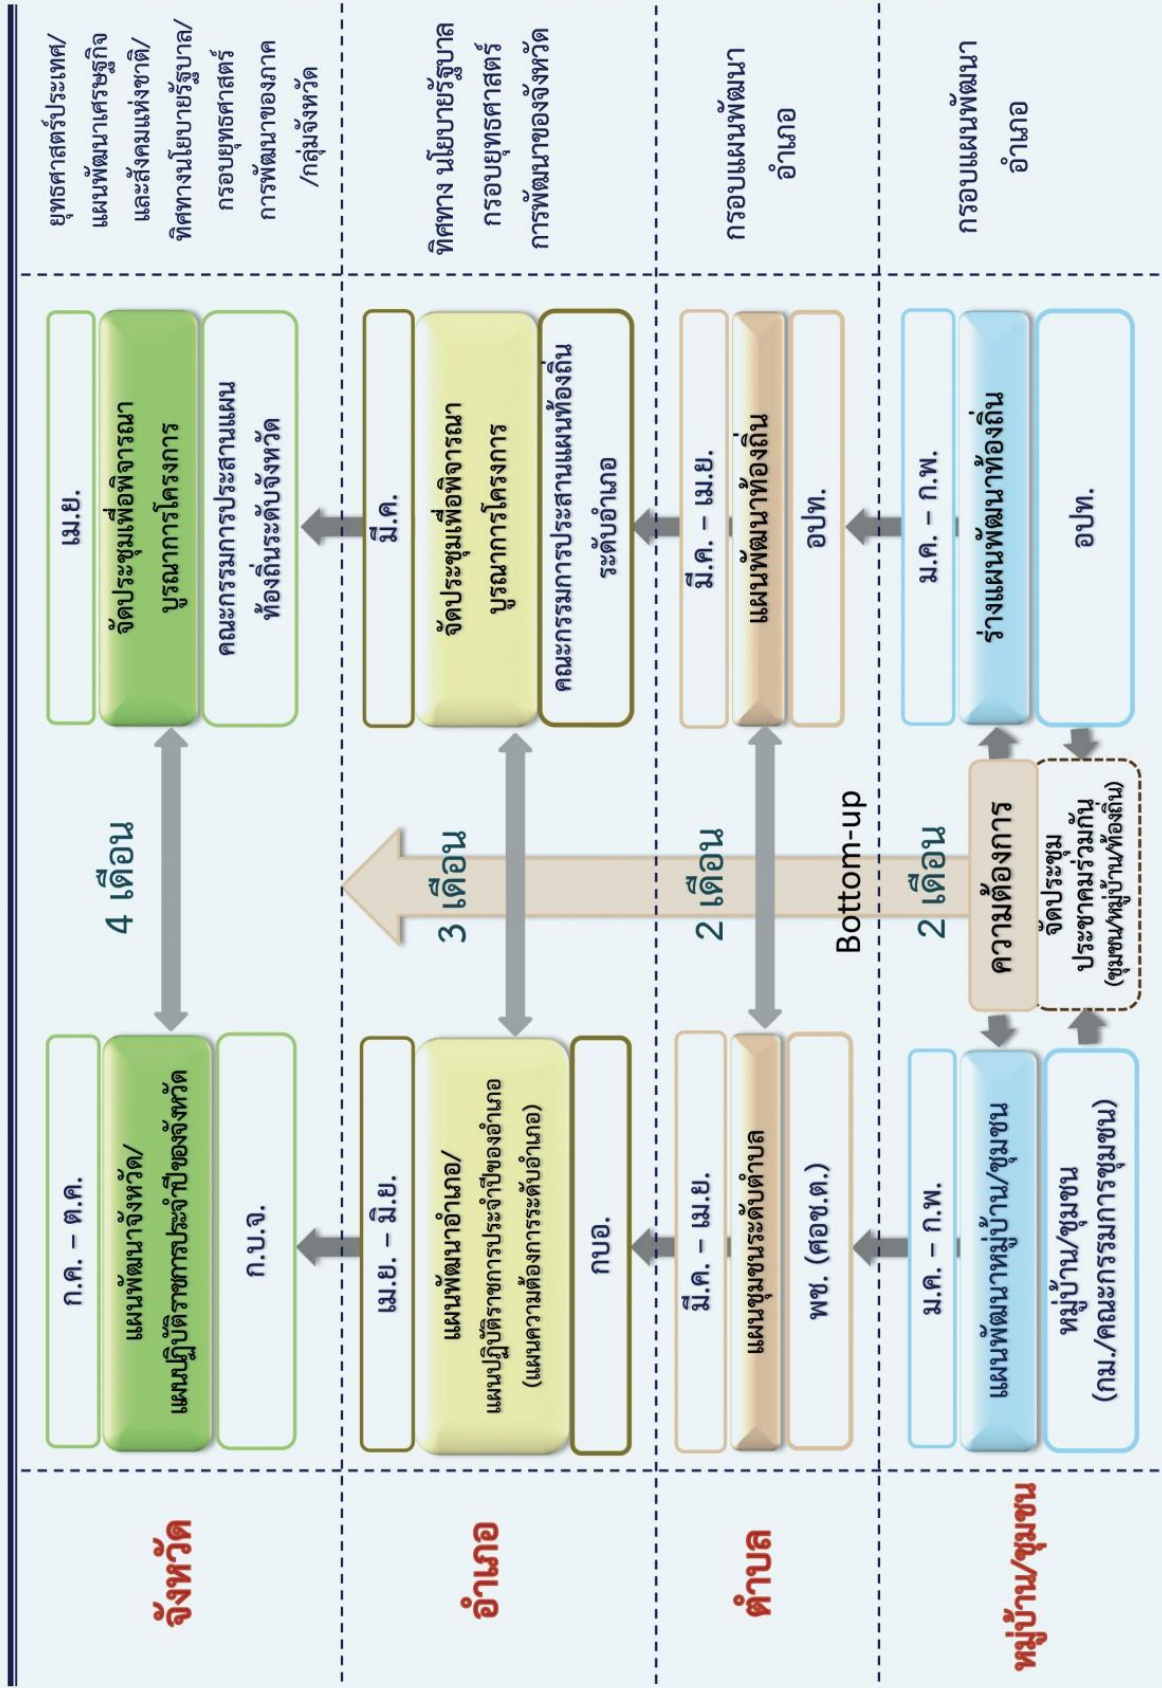 จังหวัด
ก.ค. – ต.ค.
แผนพัฒนาจังหวัด/
แผนปฏิบัติราชการประจำปีของจังหวัด
ก.บ.จ.
4 เดือน
เม.ย.
จัดประชุมเพื่อพิจารณา
บูรณาการโครงการ
คณะกรรมการประสานแผน
ท้องถิ่นระดับจังหวัด
ยุทธศาสตร์ประเทศ/
แผนพัฒนาเศรษฐกิจ
และสังคมแห่งชาติ/
ทิศทางนโยบายรัฐบาล/
กรอบยุทธศาสตร์
การพัฒนาของภาค
/กลุ่มจังหวัด
อำเภอ
เม.ย. – มิ.ย.
แผนพัฒนาอำเภอ/
แผนปฏิบัติราชการประจำปีของอำเภอ
(แผนความต้องการระดับอำเภอ)
กบอ.
3 เดือน
มี.ค.
จัดประชุมเพื่อพิจารณา
บูรณาการโครงการ
คณะกรรมการประสานแผนท้องถิ่น
ระดับอำเภอ
ทิศทาง นโยบายรัฐบาล
กรอบยุทธศาสตร์
การพัฒนาของจังหวัด
ตำบล
มี.ค. – เม.ย.
แผนชุมชนระดับตำบล
พช. (ศอช.ต.)
2 เดือน
มี.ค. – เม.ย.
แผนพัฒนาท้องถิ่น
อปท.
กรอบแผนพัฒนา
อำเภอ
Bottom-up
หมู่บ้าน/ชุมชน
ม.ค. – ก.พ.
แผนพัฒนาหมู่บ้าน/ชุมชน
หมู่บ้าน/ชุมชน
(กม./คณะกรรมการชุมชน)
2 เดือน
ความต้องการ
จัดประชุม
ประชาคมร่วมกัน
(ชุมชน/หมู่บ้าน/ท้องถิ่น)
ม.ค. – ก.พ.
ร่างแผนพัฒนาท้องถิ่น
อปท.
กรอบแผนพัฒนา
อำเภอ